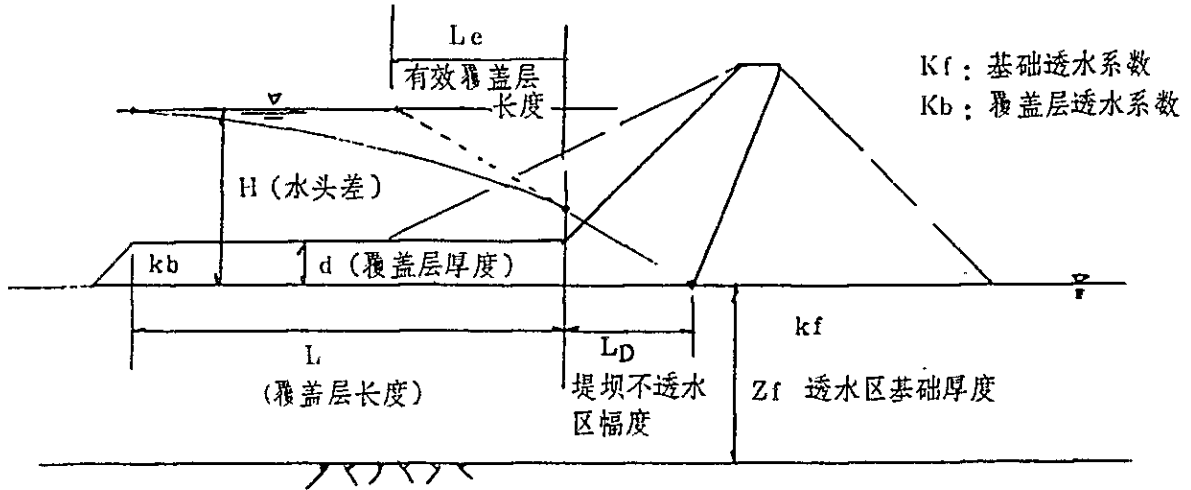 Le
有效覆盖层
长度
Kf：基础透水系数
Kb：覆盖层透水系数
H（水头差）
kb
d（覆盖层厚度）
L
(覆盖层长度)
LD
堤坝不透水
区幅度
kf
Zf 透水区基础厚度